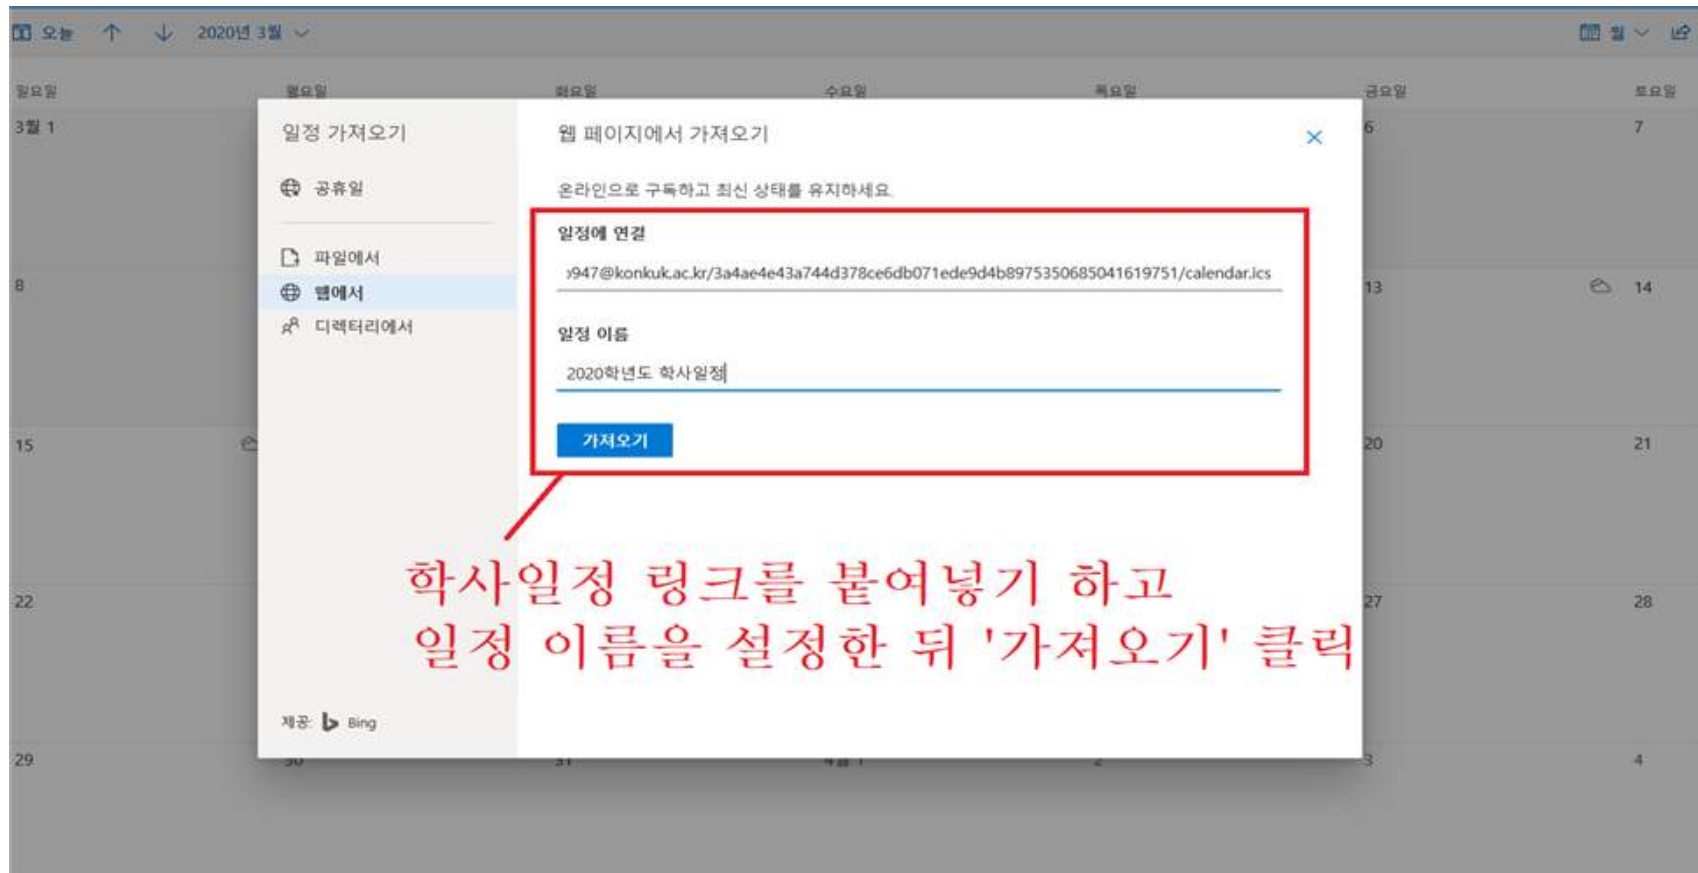 오늘 2020년 3월 월
일요일 월요일 화요일 수요일 목요일 금요일 토요일
3월 1 6 7
일정 가져오기
공휴일
파일에서
웹에서
디렉터리에서
제공: Bing
웹 페이지에서 가져오기
온라인으로 구독하고 최신 상태를 유지하세요.
일정에 연결
947@konkuk.ac.kr/3a4ae4e43a744d378ce6db071ede9d4b8975350685041619751/calendar.ics
일정 이름
2020학년도 학사일정
가져오기
학사일정 링크를 붙여넣기 하고
일정 이름을 설정한 뒤 '가져오기' 클릭
8 13 14
15 20 21
22 27 28
29 30 31 4월 1 2 3 4